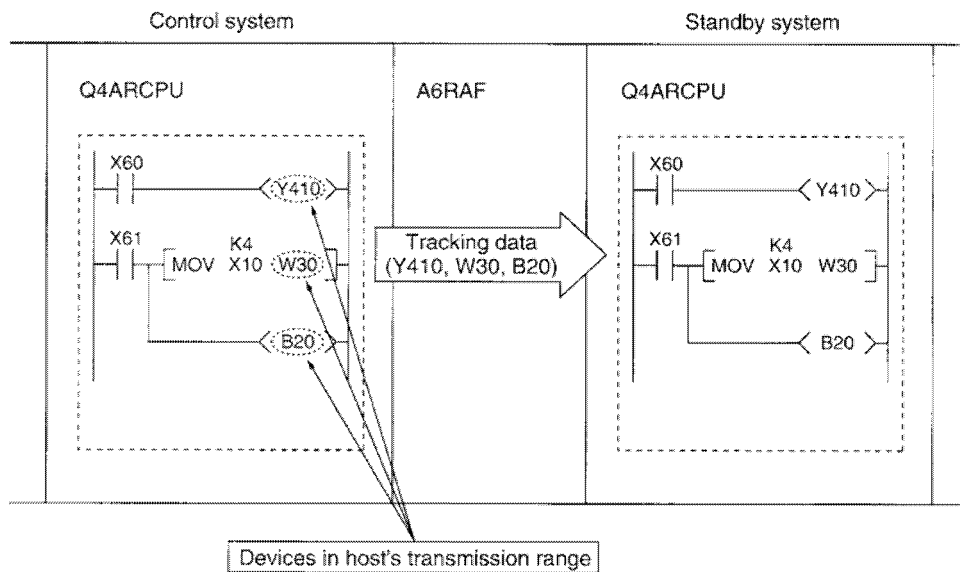 Control system
Standby system
Q4ARCPU
A6RAF
Q4ARCPU
X60
Y410
X61
K4
MOV X10 W30
B20
Tracking data
(Y410, W30, B20)
X60
Y410
X61
K4
MOV X10 W30
B20
Devices in host's transmission range